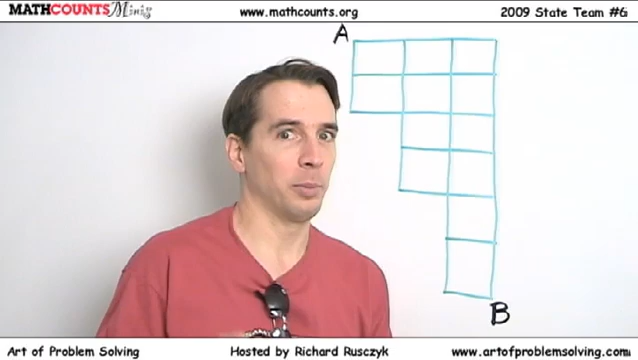 MATHCOUNTS Mini
www.mathcounts.org
2009 State Team #6
A
B
Art of Problem Solving
Hosted by Richard Rusczyk
www.artofproblemsolving.com